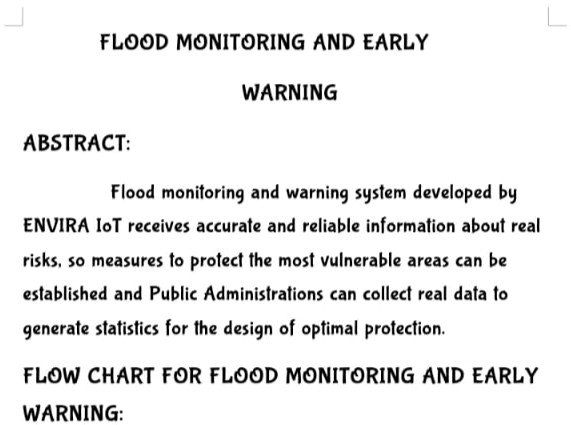 FLOOD MONITORING AND EARLY
WARNING
ABSTRACT:
Flood monitoring and warning system developed by
ENVIRA IoT receives accurate and reliable information about real
risks, so measures to protect the most vulnerable areas can be
established and Public Administrations can collect real data to
generate statistics for the design of optimal protection.
FLOW CHART FOR FLOOD MONITORING AND EARLY
WARNING: